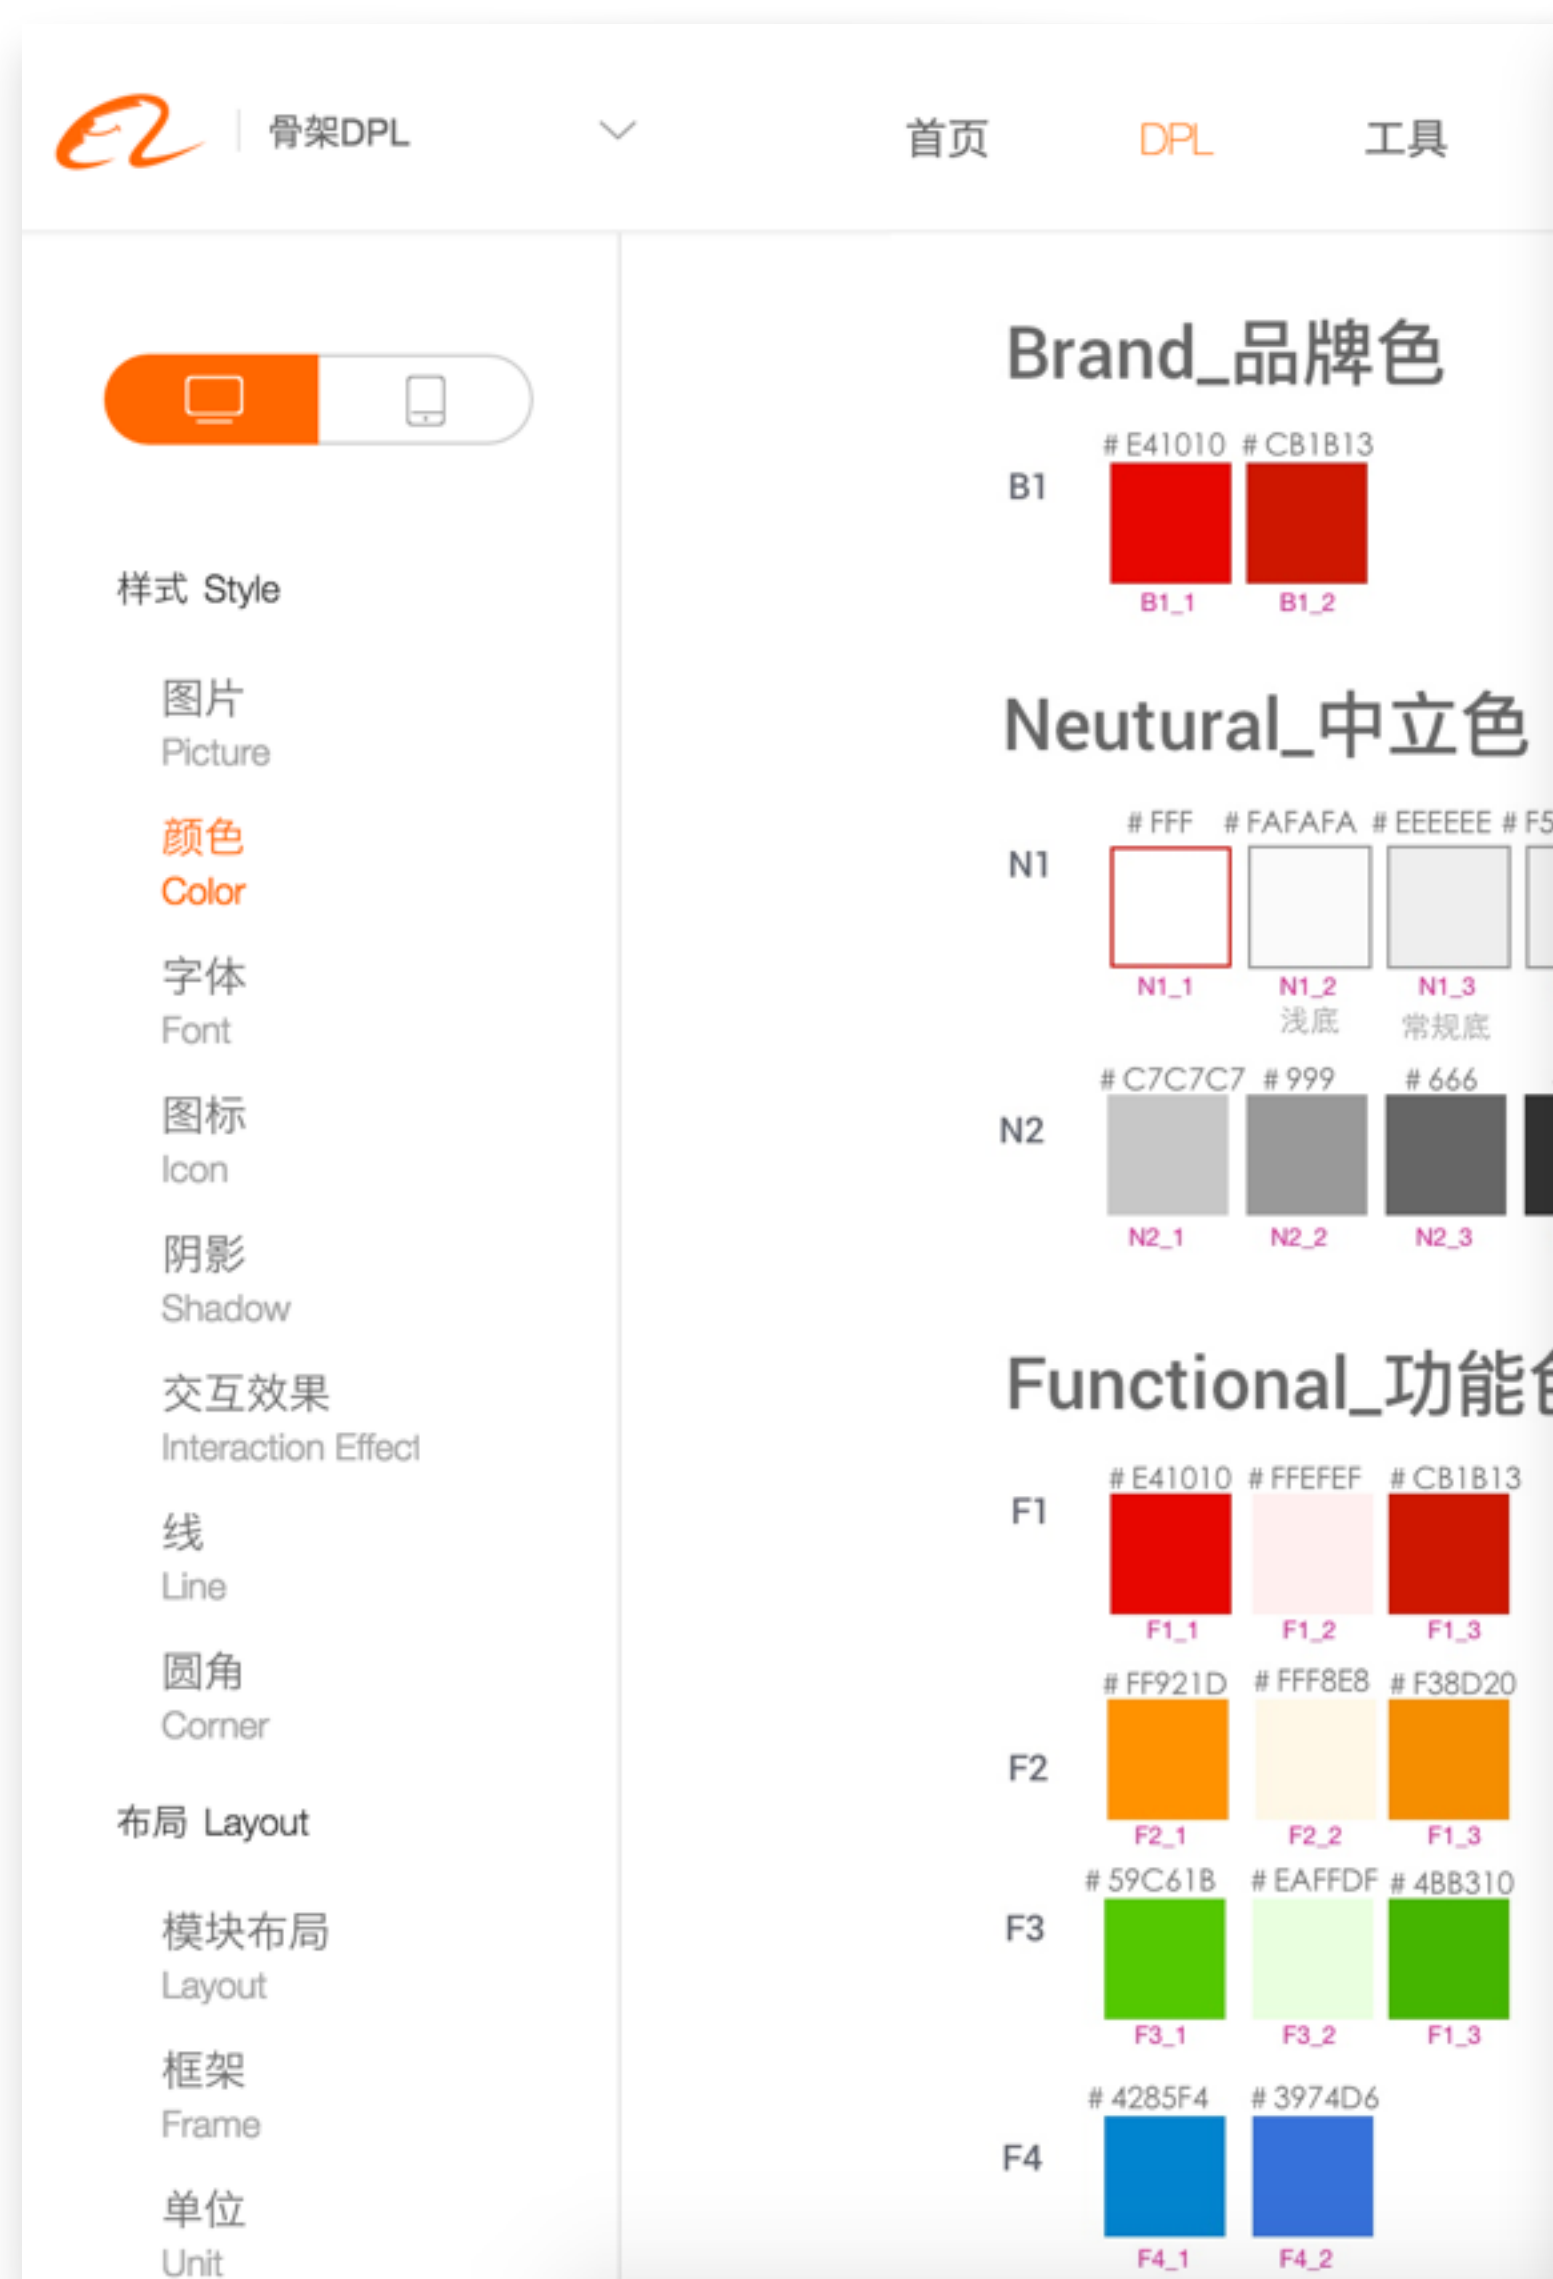 骨架DPL
首页 DPL 工具
样式 Style
图片
Picture
颜色
Color
字体
Font
图标
Icon
阴影
Shadow
交互效果
Interaction Effect
线
Line
圆角
Corner
布局 Layout
模块布局
Layout
框架
Frame
单位
Unit
Brand_品牌色
# E41010 # CB1B13
B1
B1_1 B1_2
Neutural_中立色
# FFF # FAFAFA # EEEEEE # F5
N1
N1_1 N1_2 N1_3
浅底 常规底
# C7C7C7 # 999 # 666
N2
N2_1 N2_2 N2_3
Functional_功能色
# E41010 # FFEFEF # CB1B13
F1
F1_1 F1_2 F1_3
# FF921D # FFF8E8 # F38D20
F2
F2_1 F2_2 F1_3
# 59C61B # EAFFDF # 4BB310
F3
F3_1 F3_2 F1_3
# 4285F4 # 3974D6
F4
F4_1 F4_2